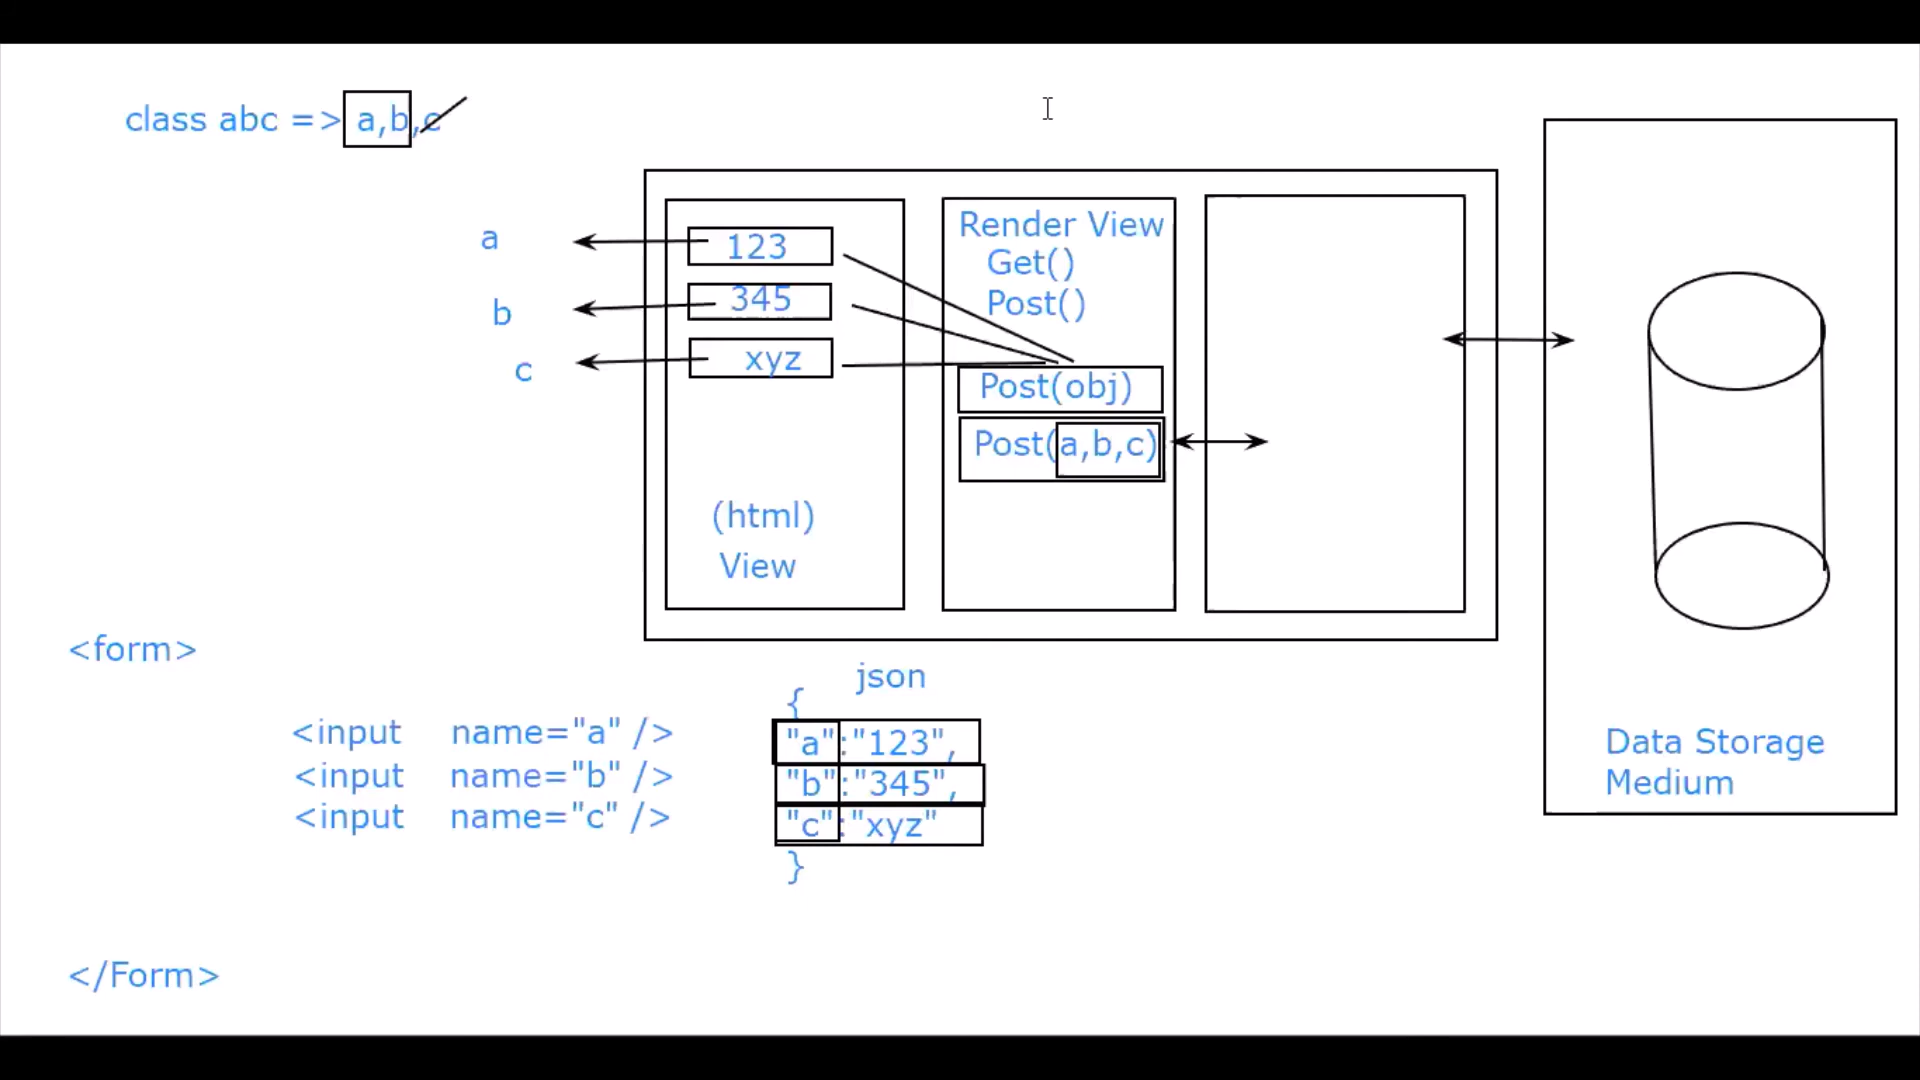 class abc => a,b,c
a
b
c
123
345
xyz
(html)
View
Render View
Get()
Post()
Post(obj)
Post(a,b,c)
Data Storage
Medium
<form>
<input name="a" />
<input name="b" />
<input name="c" />
</Form>
json
{
"a":"123",
"b":"345",
"c":"xyz"
}